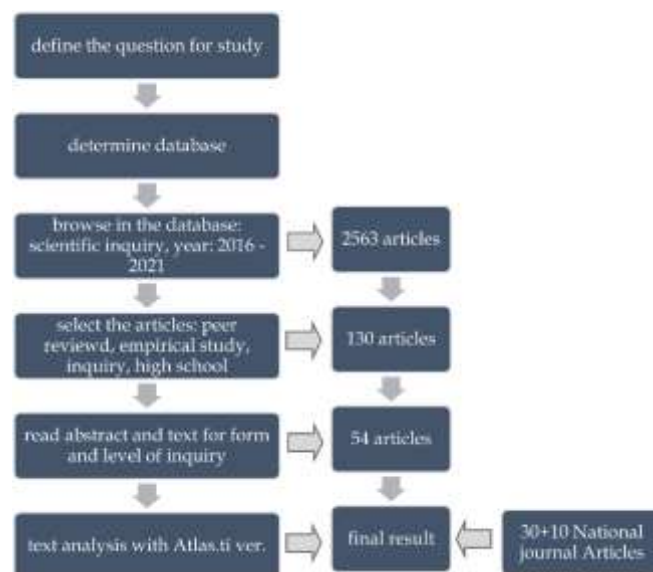 define the question for study
determine database
browse in the database:
scientific inquiry, year: 2016 -
2021
2563 articles
select the articles: peer
reviewd, empirical study,
inquiry, high school
130 articles
read abstract and text for form
and level of inquiry
54 articles
text analysis with Atlas.ti ver.
final result
30+10 National
journal Articles